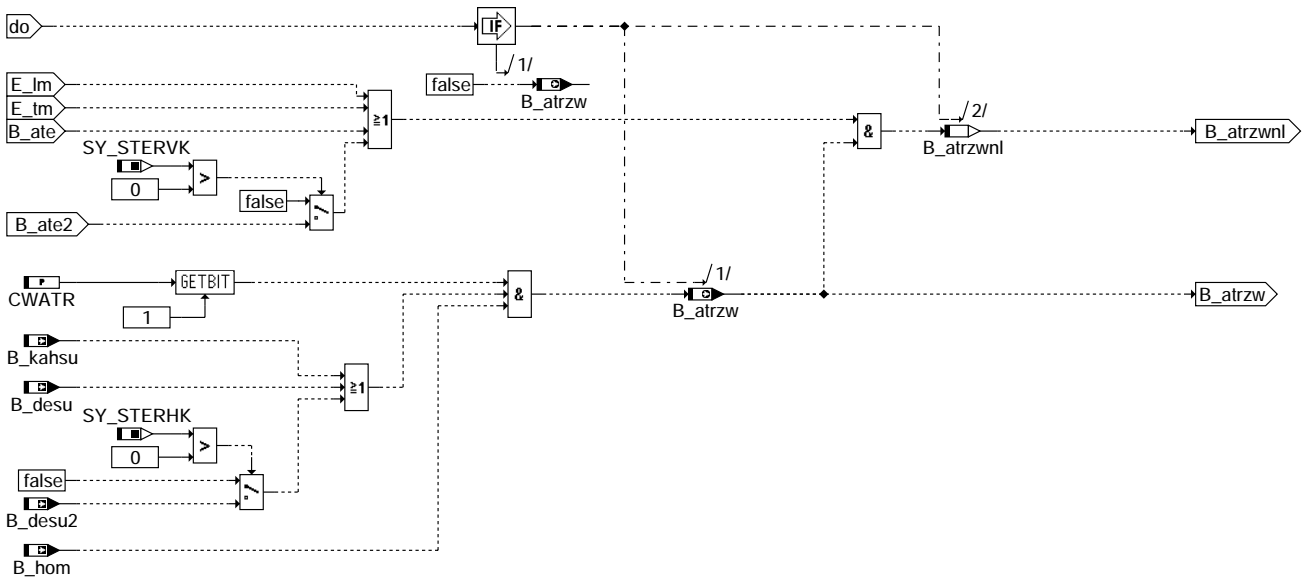 do
IF
/1/
false
B_atrzw
E_lm
E_tm
B_ate
≥1
&
/2/
B_atrzwnl
B_atrzwnl
SY_STERVK
0
>
false
B_ate2
CWATR
P
GETBIT
1
&
/1/
B_atrzw
B_atrzw
B_kahsu
B_desu
≥1
SY_STERHK
0
>
false
B_desu2
B_hom